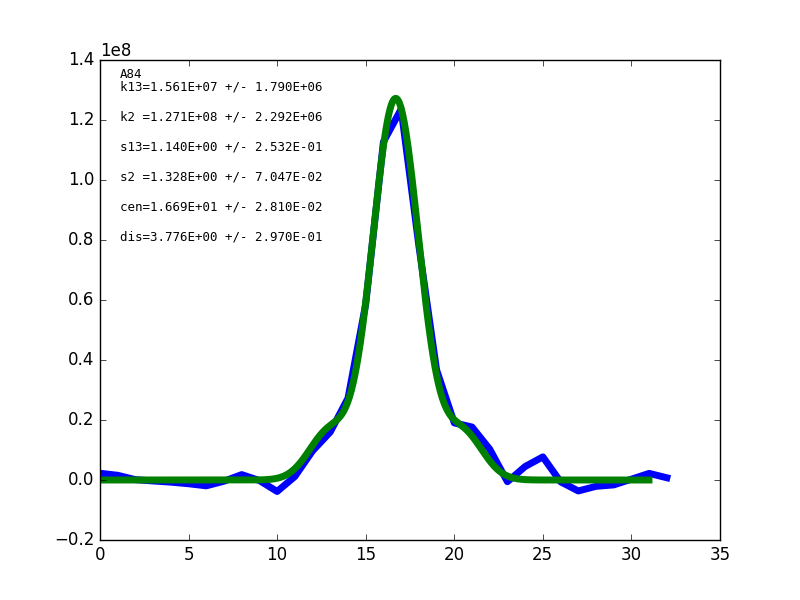 1e8
1.4
A84
k13=1.561E+07 +/- 1.790E+06
1.2
k2 =1.271E+08 +/- 2.292E+06
s13=1.140E+00 +/- 2.532E-01
1.0
s2 =1.328E+00 +/- 7.047E-02
cen=1.669E+01 +/- 2.810E-02
0.8
dis=3.776E+00 +/- 2.970E-01
0.6
0.4
0.2
0.0
−0.2
0 5 10 15 20 25 30 35